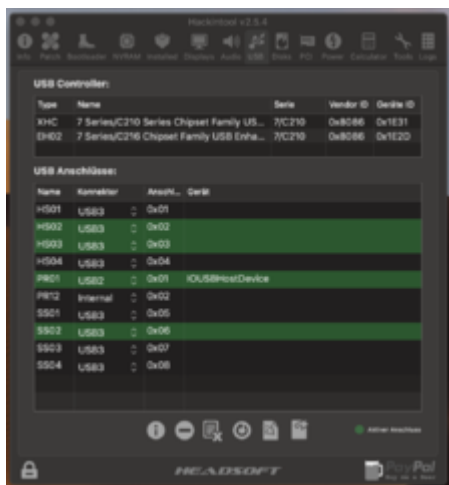 Hackintool v2.5.4
Info Patch Bootloader NVRAM Installed Displays Audio USB Disks PCI Power Calculator Tools Logs
USB Controller:
Type Name Serie Vendor ID Geräte ID
XHC 7 Series/C210 Series Chipset Family US... 7/C210 0x8086 0x1E31
EH02 7 Series/C216 Chipset Family USB Enha... 7/C210 0x8086 0x1E2D
USB Anschlüsse:
Name Konnektor Anschl... Gerät
HS01 USB3 0x01
HS02 USB3 0x02
HS03 USB3 0x03
HS04 USB3 0x04
PR01 USB2 0x01 IOUSBHostDevice
PR12 Internal 0x02
SS01 USB3 0x05
SS02 USB3 0x06
SS03 USB3 0x07
SS04 USB3 0x08
Aktiver Anschluss
HEADSOFT
PayPal